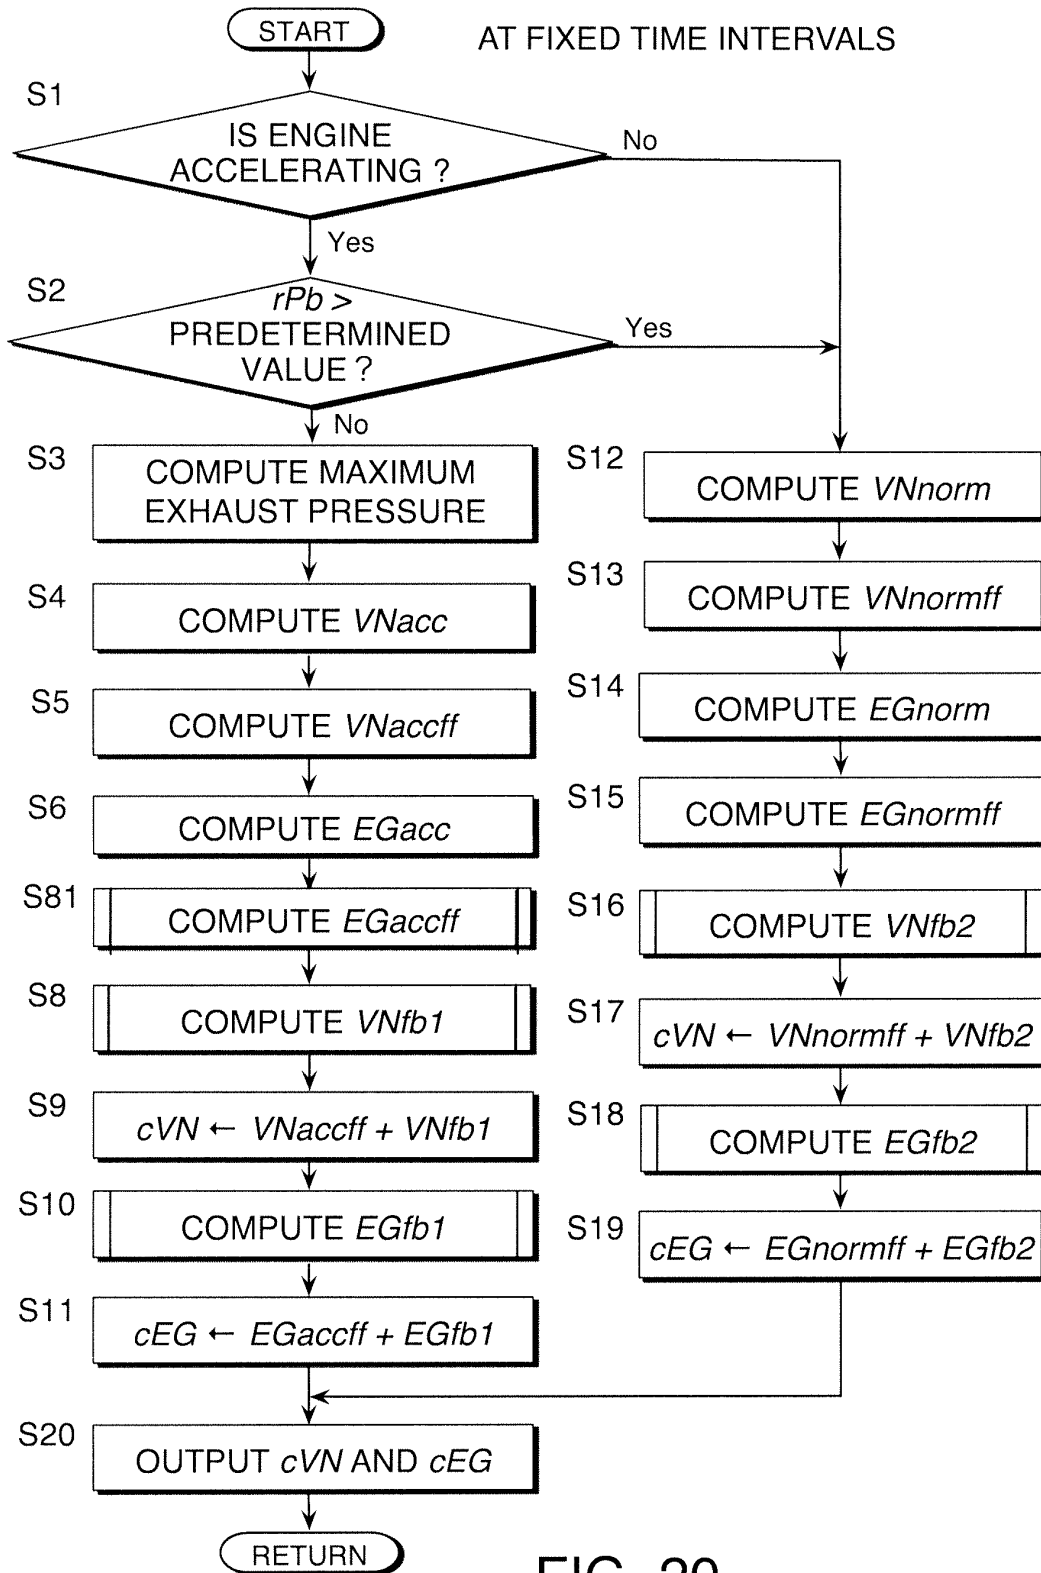 START
AT FIXED TIME INTERVALS
S1
IS ENGINE
ACCELERATING ?
No
Yes
S2
rPb >
PREDETERMINED
VALUE ?
Yes
No
S3
COMPUTE MAXIMUM
EXHAUST PRESSURE
S4
COMPUTE VNacc
S5
COMPUTE VNaccff
S6
COMPUTE EGacc
S81
COMPUTE EGaccff
S8
COMPUTE VNfb1
S9
cVN ← VNaccff + VNfb1
S10
COMPUTE EGfb1
S11
cEG ← EGaccff + EGfb1
S12
COMPUTE VNnorm
S13
COMPUTE VNnormff
S14
COMPUTE EGnorm
S15
COMPUTE EGnormff
S16
COMPUTE VNfb2
S17
cVN ← VNnormff + VNfb2
S18
COMPUTE EGfb2
S19
cEG ← EGnormff + EGfb2
S20
OUTPUT cVN AND cEG
RETURN